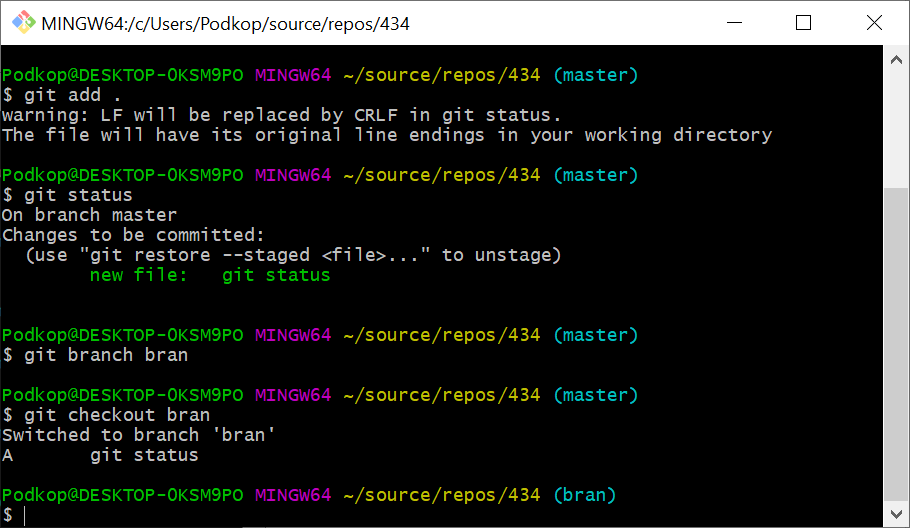 MINGW64:/c/Users/Podkop/source/repos/434
Podkop@DESKTOP-OKSM9PO MINGW64 ~/source/repos/434 (master)
$ git add .
warning: LF will be replaced by CRLF in git status.
The file will have its original line endings in your working directory
Podkop@DESKTOP-OKSM9PO MINGW64 ~/source/repos/434 (master)
$ git status
On branch master
Changes to be committed:
  (use "git restore --staged <file>..." to unstage)
        new file:   git status
Podkop@DESKTOP-OKSM9PO MINGW64 ~/source/repos/434 (master)
$ git branch bran
Podkop@DESKTOP-OKSM9PO MINGW64 ~/source/repos/434 (master)
$ git checkout bran
Switched to branch 'bran'
A       git status
Podkop@DESKTOP-OKSM9PO MINGW64 ~/source/repos/434 (bran)
$